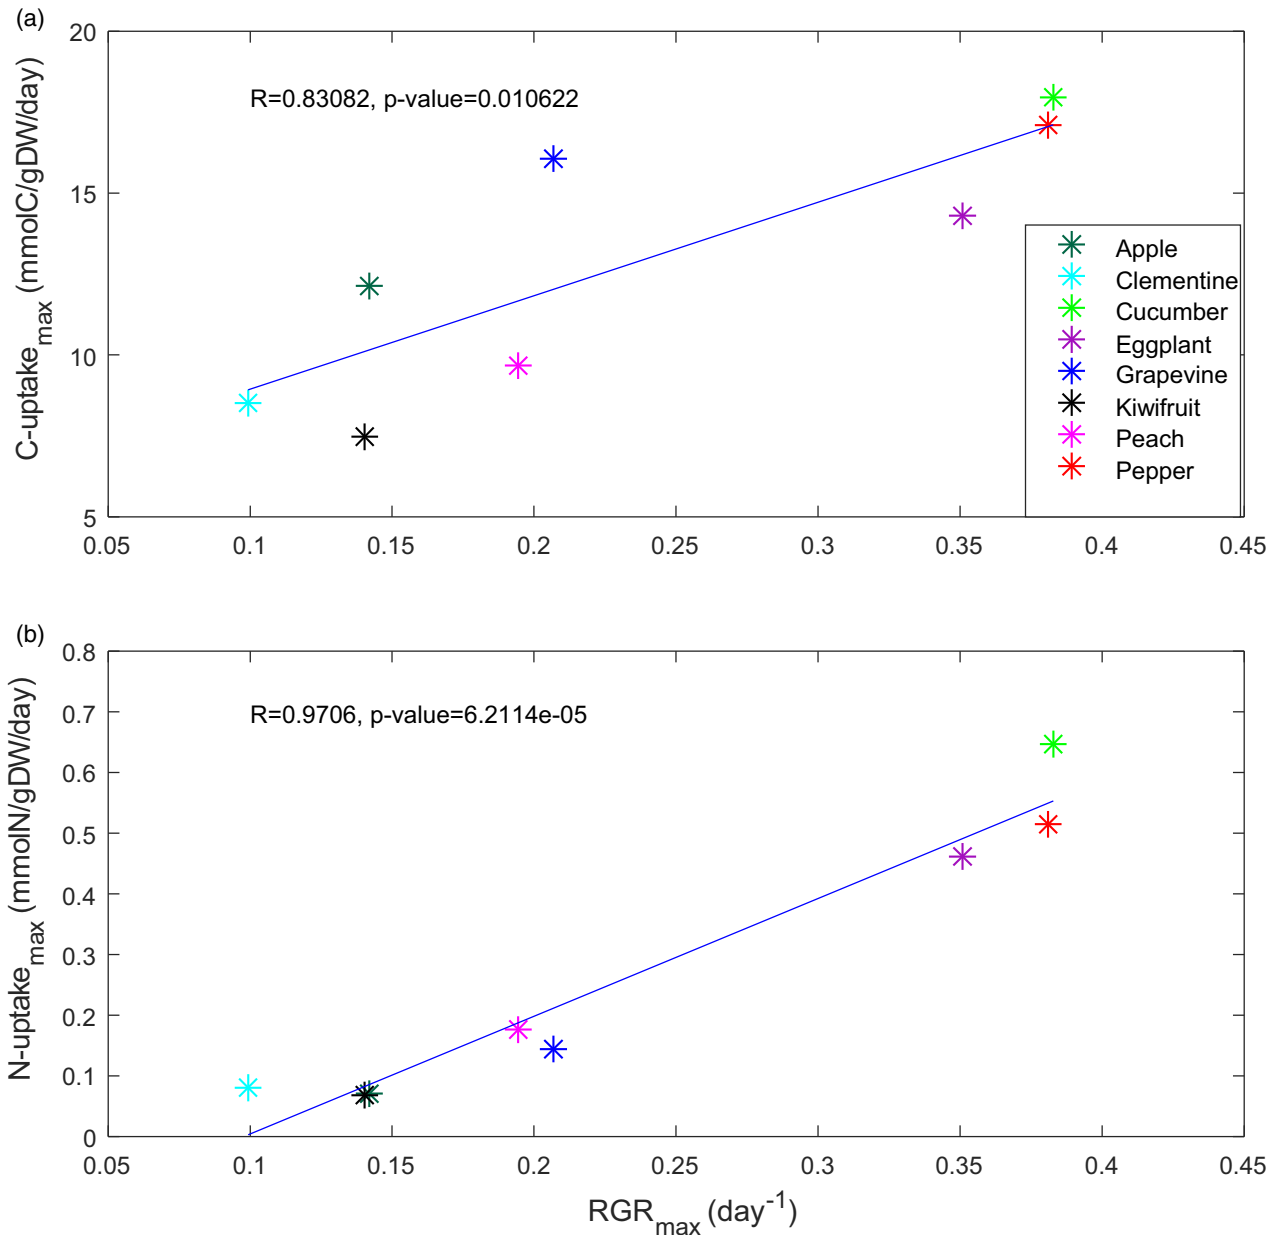 (a)
20
15
10
5
C-uptake_max (mmolC/gDW/day)
R=0.83082, p-value=0.010622
Apple
Clementine
Cucumber
Eggplant
Grapevine
Kiwifruit
Peach
Pepper
0.05 0.1 0.15 0.2 0.25 0.3 0.35 0.4 0.45
(b)
0.8
0.7
0.6
0.5
0.4
0.3
0.2
0.1
0
N-uptake_max (mmolN/gDW/day)
R=0.9706, p-value=6.2114e-05
0.05 0.1 0.15 0.2 0.25 0.3 0.35 0.4 0.45
RGR_max (day^-1)